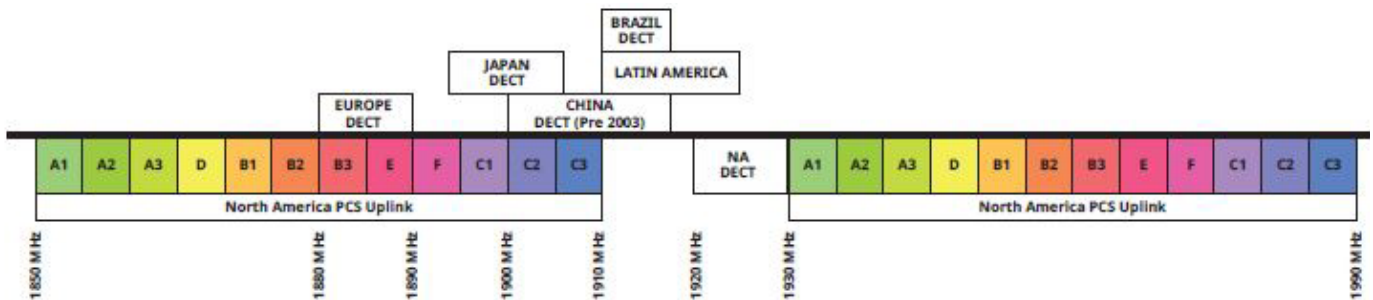 BRAZIL
DECT
JAPAN
DECT
LATIN AMERICA
EUROPE
DECT
CHINA
DECT (Pre 2003)
A1 A2 A3 D B1 B2 B3 E F C1 C2 C3
NA
DECT
A1 A2 A3 D B1 B2 B3 E F C1 C2 C3
North America PCS Uplink
North America PCS Uplink
1850 MHz
1880 MHz
1890 MHz
1900 MHz
1910 MHz
1920 MHz
1930 MHz
1990 MHz